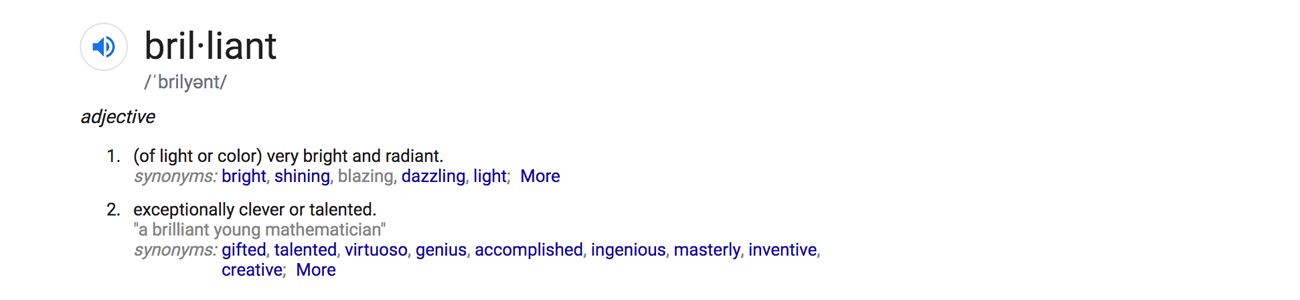 bril·liant
/ˈbrilyənt/
adjective
1. (of light or color) very bright and radiant.
synonyms: bright, shining, blazing, dazzling, light; More
2. exceptionally clever or talented.
"a brilliant young mathematician"
synonyms: gifted, talented, virtuoso, genius, accomplished, ingenious, masterly, inventive,
creative; More